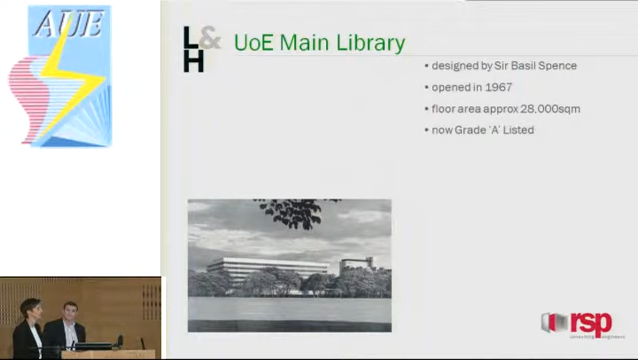 AUE
L&H
UoE Main Library
• designed by Sir Basil Spence
• opened in 1967
• floor area approx 28,000sqm
• now Grade 'A' Listed
rsp